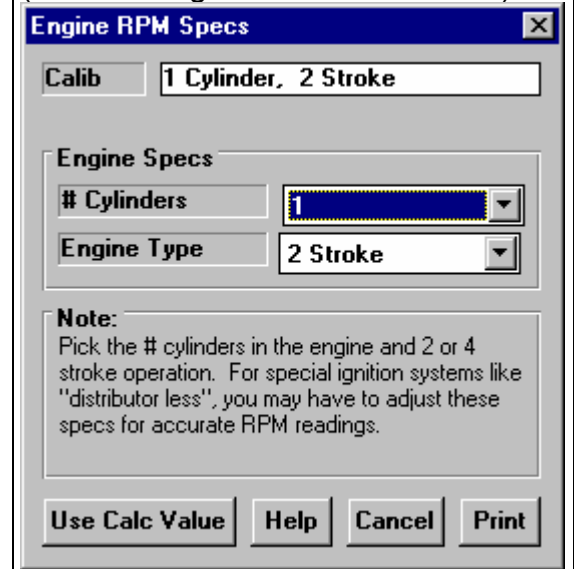 Engine RPM Specs
Calib 1 Cylinder, 2 Stroke
Engine Specs
# Cylinders 1
Engine Type 2 Stroke
Note:
Pick the # cylinders in the engine and 2 or 4
stroke operation. For special ignition systems like
"distributor less", you may have to adjust these
specs for accurate RPM readings.
Use Calc Value Help Cancel Print